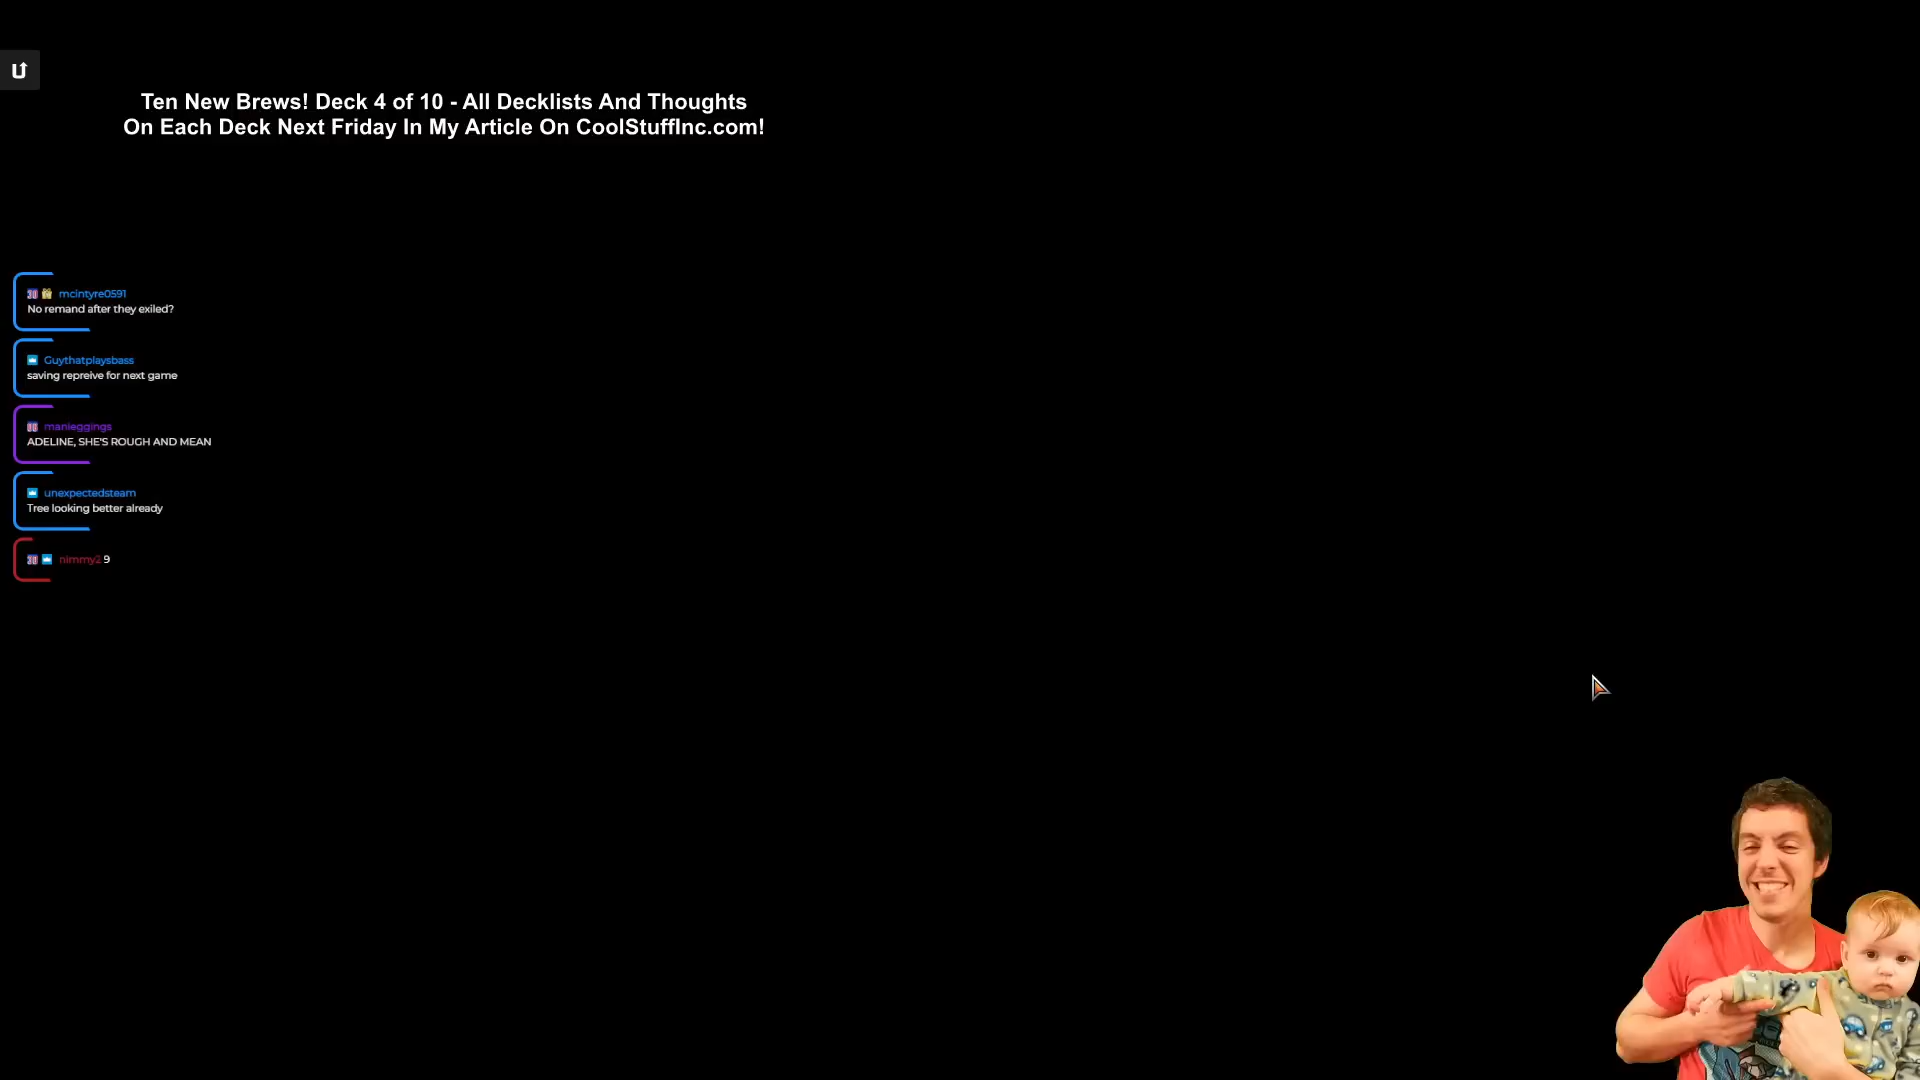 Ten New Brews! Deck 4 of 10 - All Decklists And Thoughts
On Each Deck Next Friday In My Article On CoolStuffInc.com!
mcintyre0591
No remand after they exiled?
Guythatplaysbass
saving repreive for next game
manleggings
ADELINE, SHE'S ROUGH AND MEAN
unexpectedsteam
Tree looking better already
nimmy2 9